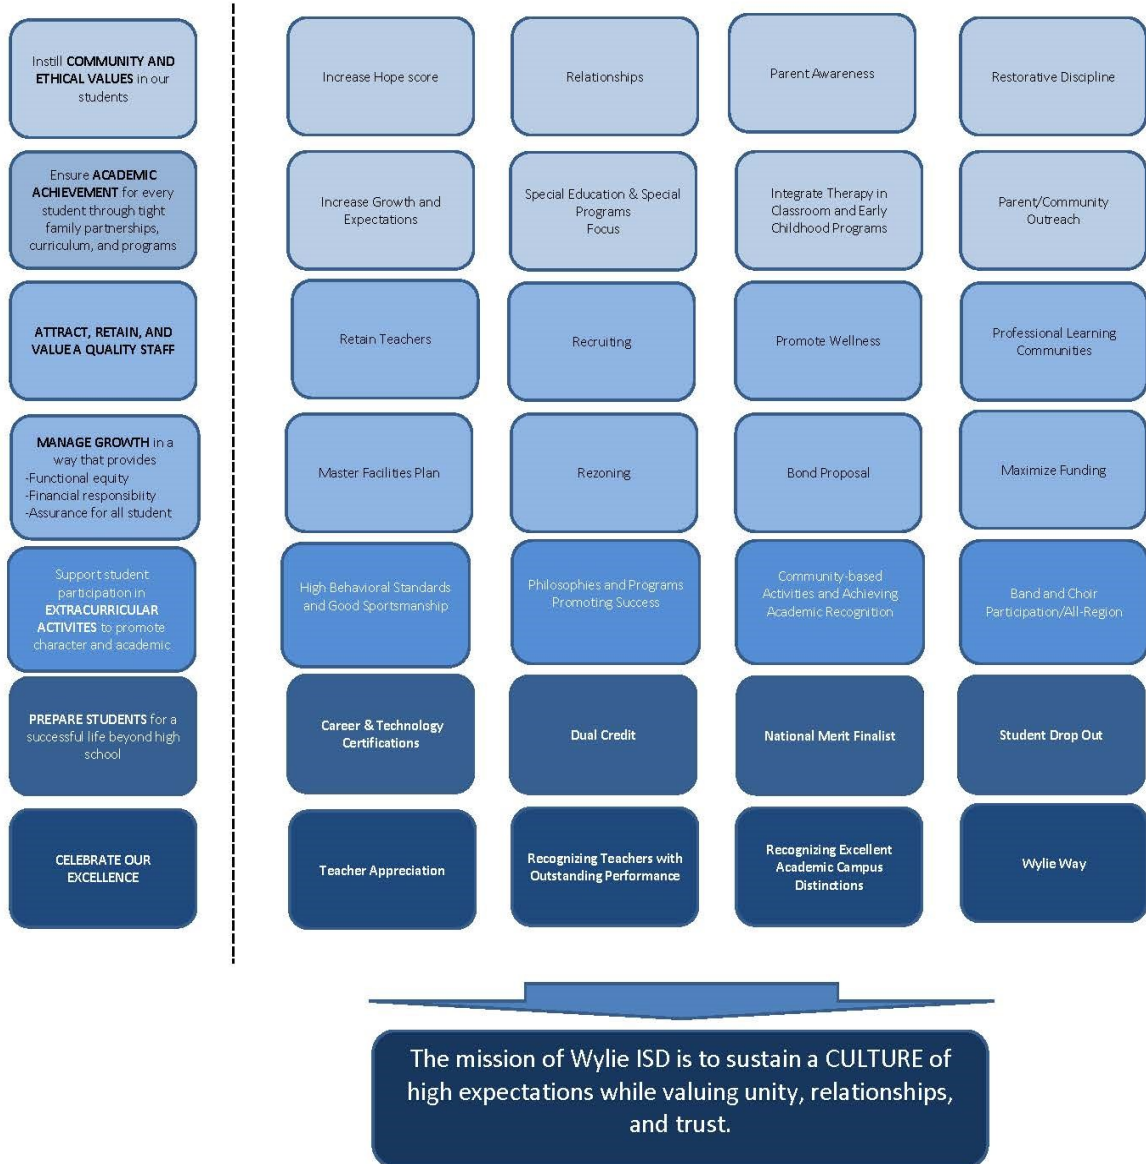 Instill COMMUNITY AND
ETHICAL VALUES in our
students
Increase Hope score
Relationships
Parent Awareness
Restorative Discipline
Ensure ACADEMIC
ACHIEVEMENT for every
student through tight
family partnerships,
curriculum, and programs
Increase Growth and
Expectations
Special Education & Special
Programs
Focus
Integrate Therapy in
Classroom and Early
Childhood Programs
Parent/Community
Outreach
ATTRACT, RETAIN, AND
VALUE A QUALITY STAFF
Retain Teachers
Recruiting
Promote Wellness
Professional Learning
Communities
MANAGE GROWTH in a
way that provides
-Functional equity
-Financial responsibiity
-Assurance for all student
Master Facilities Plan
Rezoning
Bond Proposal
Maximize Funding
Support student
participation in
EXTRACURRICULAR
ACTIVITES to promote
character and academic
High Behavioral Standards
and Good Sportsmanship
Philosophies and Programs
Promoting Success
Community-based
Activities and Achieving
Academic Recognition
Band and Choir
Participation/All-Region
PREPARE STUDENTS for a
successful life beyond high
school
Career & Technology
Certifications
Dual Credit
National Merit Finalist
Student Drop Out
CELEBRATE OUR
EXCELLENCE
Teacher Appreciation
Recognizing Teachers with
Outstanding Performance
Recognizing Excellent
Academic Campus
Distinctions
Wylie Way
The mission of Wylie ISD is to sustain a CULTURE of
high expectations while valuing unity, relationships,
and trust.